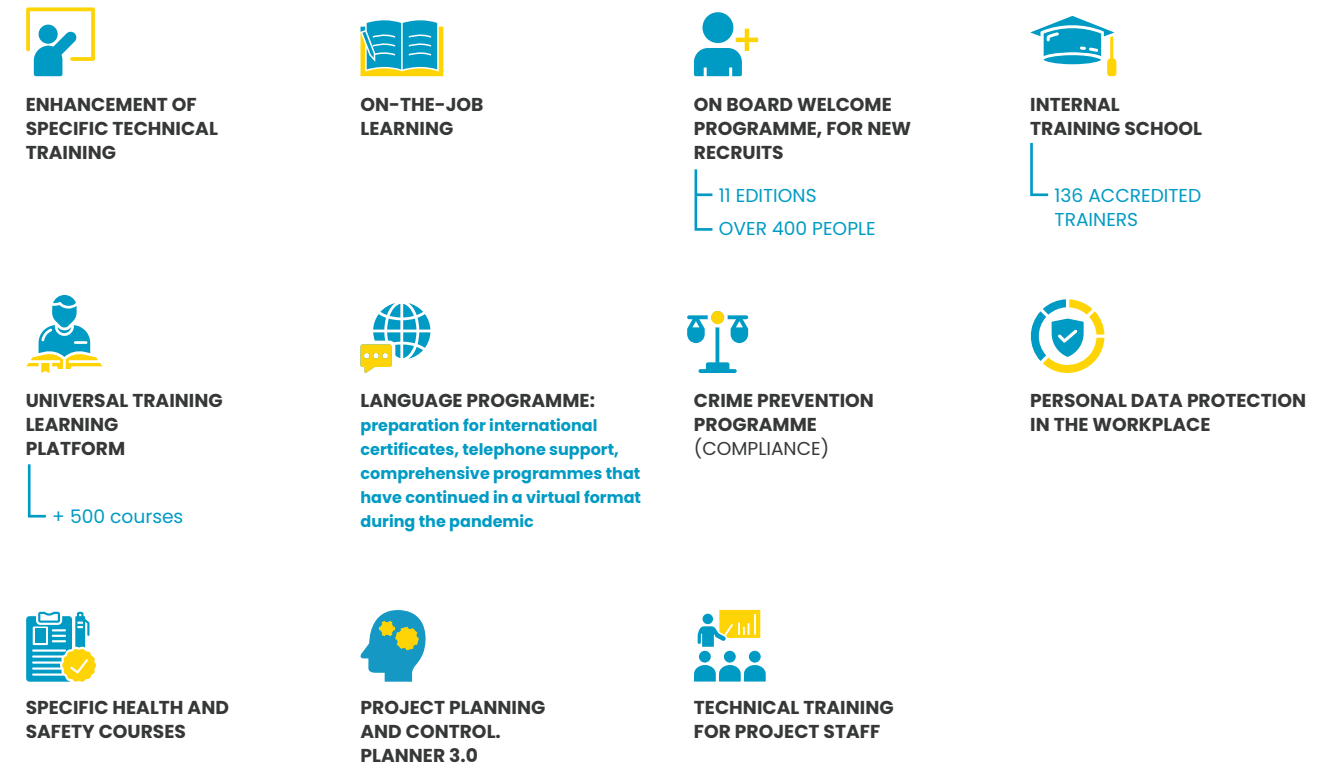 ENHANCEMENT OF
SPECIFIC TECHNICAL
TRAINING
ON-THE-JOB
LEARNING
ON BOARD WELCOME
PROGRAMME, FOR NEW
RECRUITS
11 EDITIONS
OVER 400 PEOPLE
INTERNAL
TRAINING SCHOOL
136 ACCREDITED
TRAINERS
UNIVERSAL TRAINING
LEARNING
PLATFORM
+ 500 courses
LANGUAGE PROGRAMME:
preparation for international
certificates, telephone support,
comprehensive programmes that
have continued in a virtual format
during the pandemic
CRIME PREVENTION
PROGRAMME
(COMPLIANCE)
PERSONAL DATA PROTECTION
IN THE WORKPLACE
SPECIFIC HEALTH AND
SAFETY COURSES
PROJECT PLANNING
AND CONTROL.
PLANNER 3.0
TECHNICAL TRAINING
FOR PROJECT STAFF